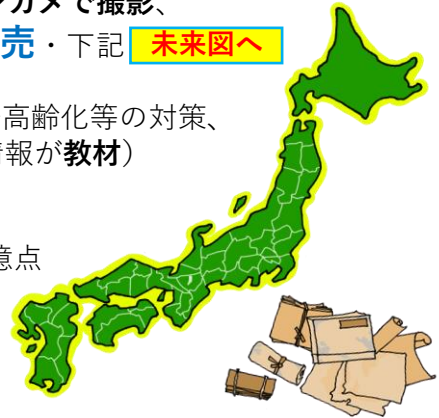 カメで撮影、
売・下記 未来図へ
高齢化等の対策、
情報が教材）
意点